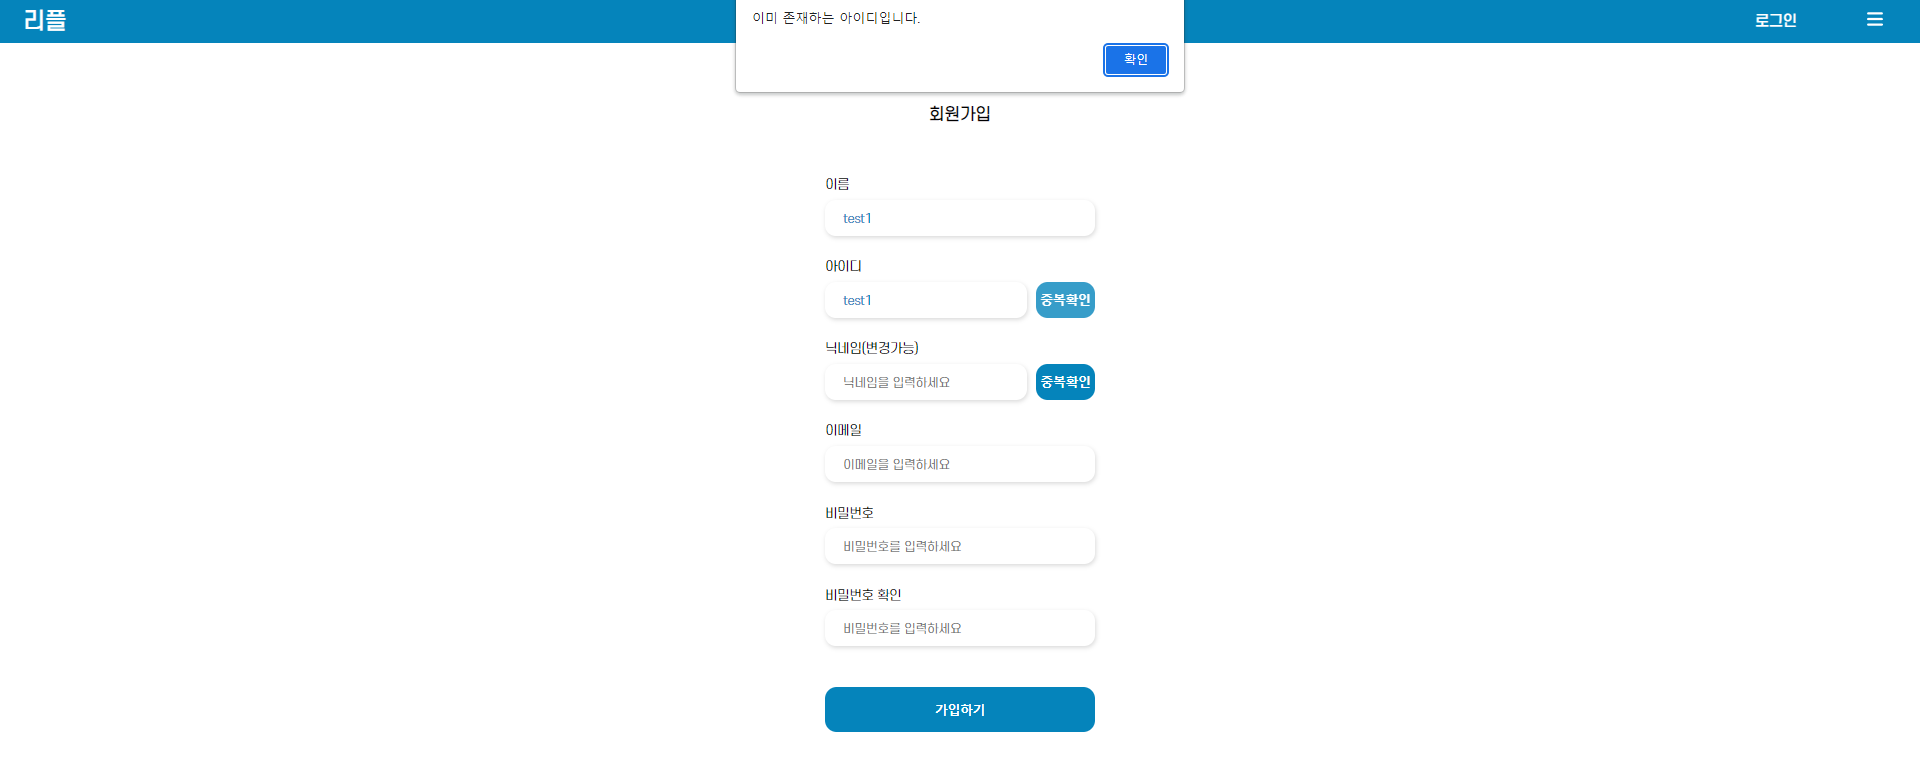 리플
이미 존재하는 아이디입니다.
로그인
확인
회원가입
이름
test1
아이디
test1
중복확인
닉네임(변경가능)
닉네임을 입력하세요
중복확인
이메일
이메일을 입력하세요
비밀번호
비밀번호를 입력하세요
비밀번호 확인
비밀번호를 입력하세요
가입하기